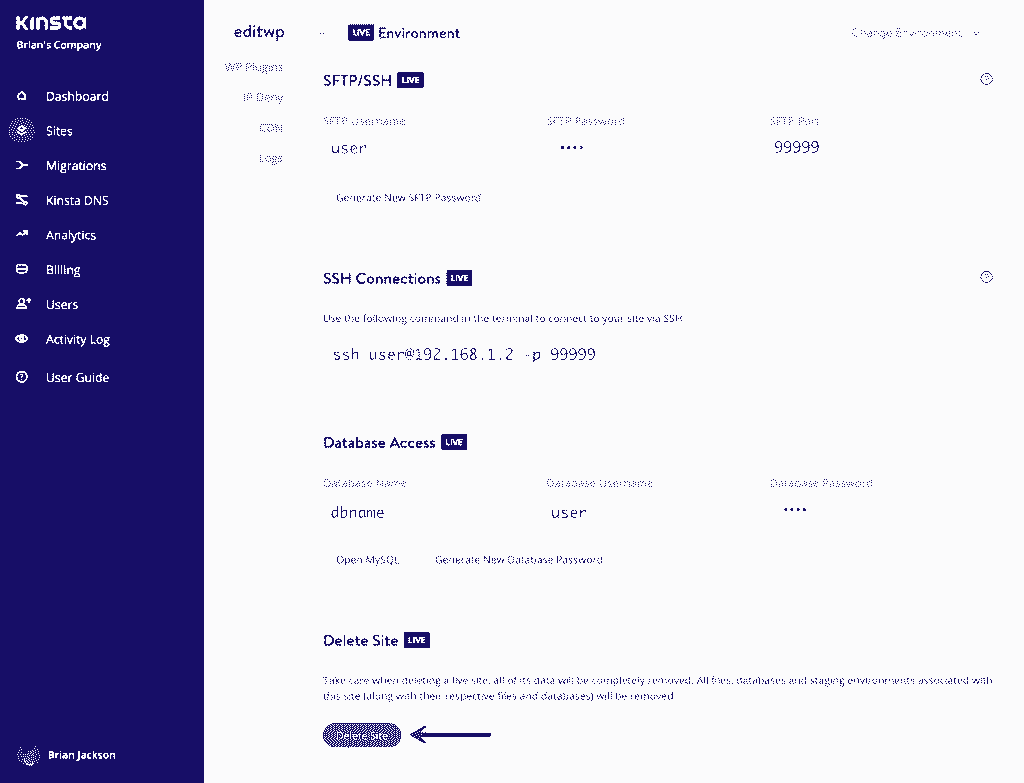 Kinsta
Brian's Company
Dashboard
Sites
Migrations
Kinsta DNS
Analytics
Billing
Users
Activity Log
User Guide
Brian Jackson
editwp
WP Plugins
IP Deny
CDN
Logs
LIVE Environment
Change Environment
SFTP/SSH LIVE
SFTP Username SFTP Password SFTP Port
user •••• 99999
Generate New SFTP Password
SSH Connections LIVE
Use the following command in the terminal to connect to your site via SSH.
ssh user@192.168.1.2 -p 99999
Database Access LIVE
Database Name Database Username Database Password
dbname user ••••
Open MySQL Generate New Database Password
Delete Site LIVE
Take care when deleting a live site, all of its data will be completely removed. All files, databases and staging environments associated with
this site (along with their respective files and databases) will be removed.
Delete site